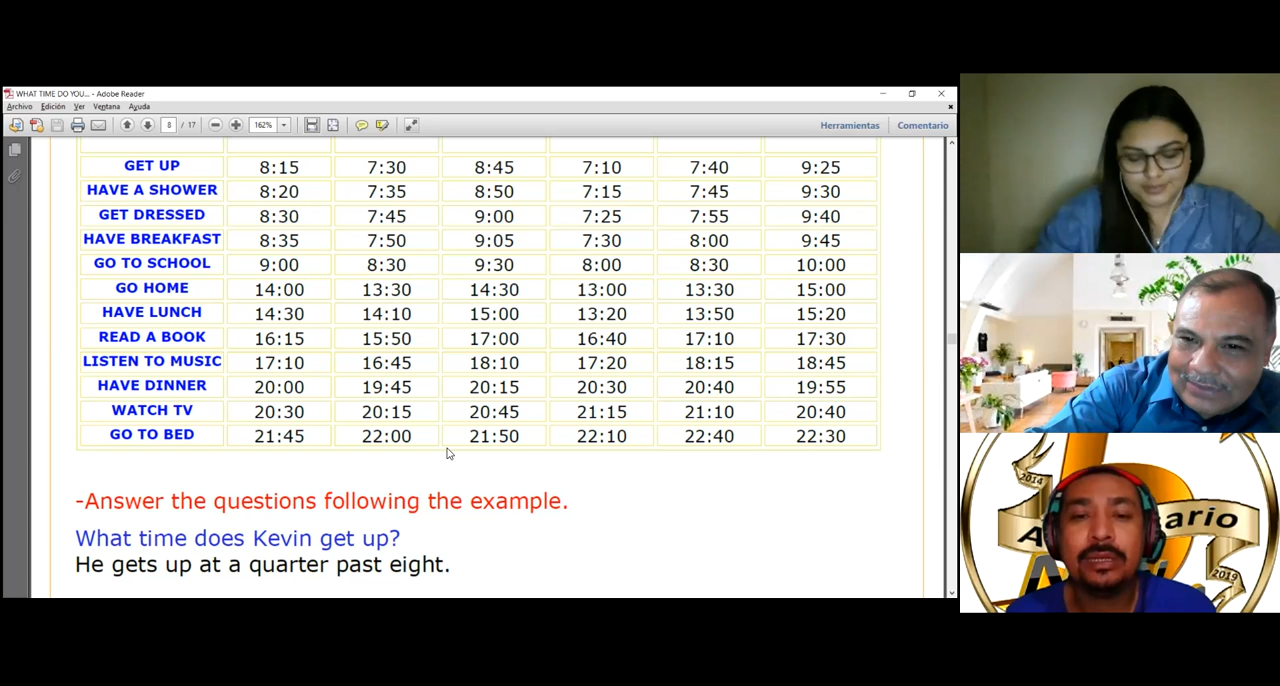 WHAT TIME DO YOU... - Adobe Reader
Archivo Edición Ver Ventana Ayuda
8 / 17 162% Herramientas Comentario
GET UP 8:15 7:30 8:45 7:10 7:40 9:25
HAVE A SHOWER 8:20 7:35 8:50 7:15 7:45 9:30
GET DRESSED 8:30 7:45 9:00 7:25 7:55 9:40
HAVE BREAKFAST 8:35 7:50 9:05 7:30 8:00 9:45
GO TO SCHOOL 9:00 8:30 9:30 8:00 8:30 10:00
GO HOME 14:00 13:30 14:30 13:00 13:30 15:00
HAVE LUNCH 14:30 14:10 15:00 13:20 13:50 15:20
READ A BOOK 16:15 15:50 17:00 16:40 17:10 17:30
LISTEN TO MUSIC 17:10 16:45 18:10 17:20 18:15 18:45
HAVE DINNER 20:00 19:45 20:15 20:30 20:40 19:55
WATCH TV 20:30 20:15 20:45 21:15 21:10 20:40
GO TO BED 21:45 22:00 21:50 22:10 22:40 22:30
-Answer the questions following the example.
What time does Kevin get up?
He gets up at a quarter past eight.
2014
ario
2019